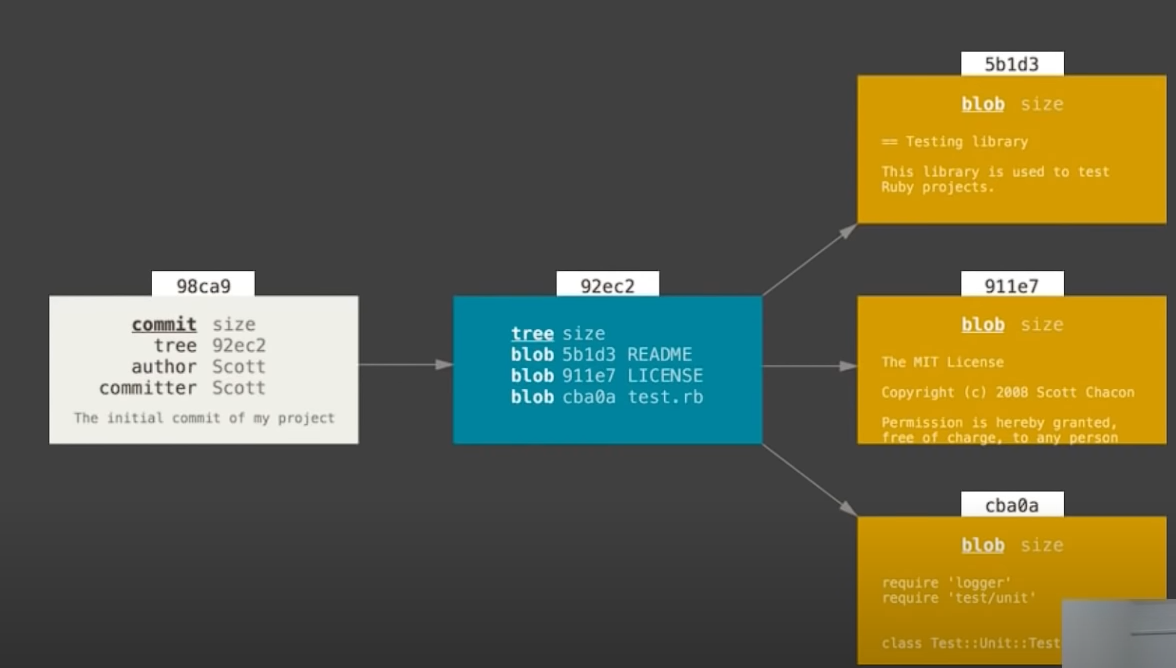 98ca9
commit size
tree 92ec2
author Scott
committer Scott
The initial commit of my project
92ec2
tree size
blob 5b1d3 README
blob 911e7 LICENSE
blob cba0a test.rb
5b1d3
blob size
== Testing library
This library is used to test
Ruby projects.
911e7
blob size
The MIT License
Copyright (c) 2008 Scott Chacon
Permission is hereby granted,
free of charge, to any person
cba0a
blob size
require 'logger'
require 'test/unit'
class Test::Unit::Test